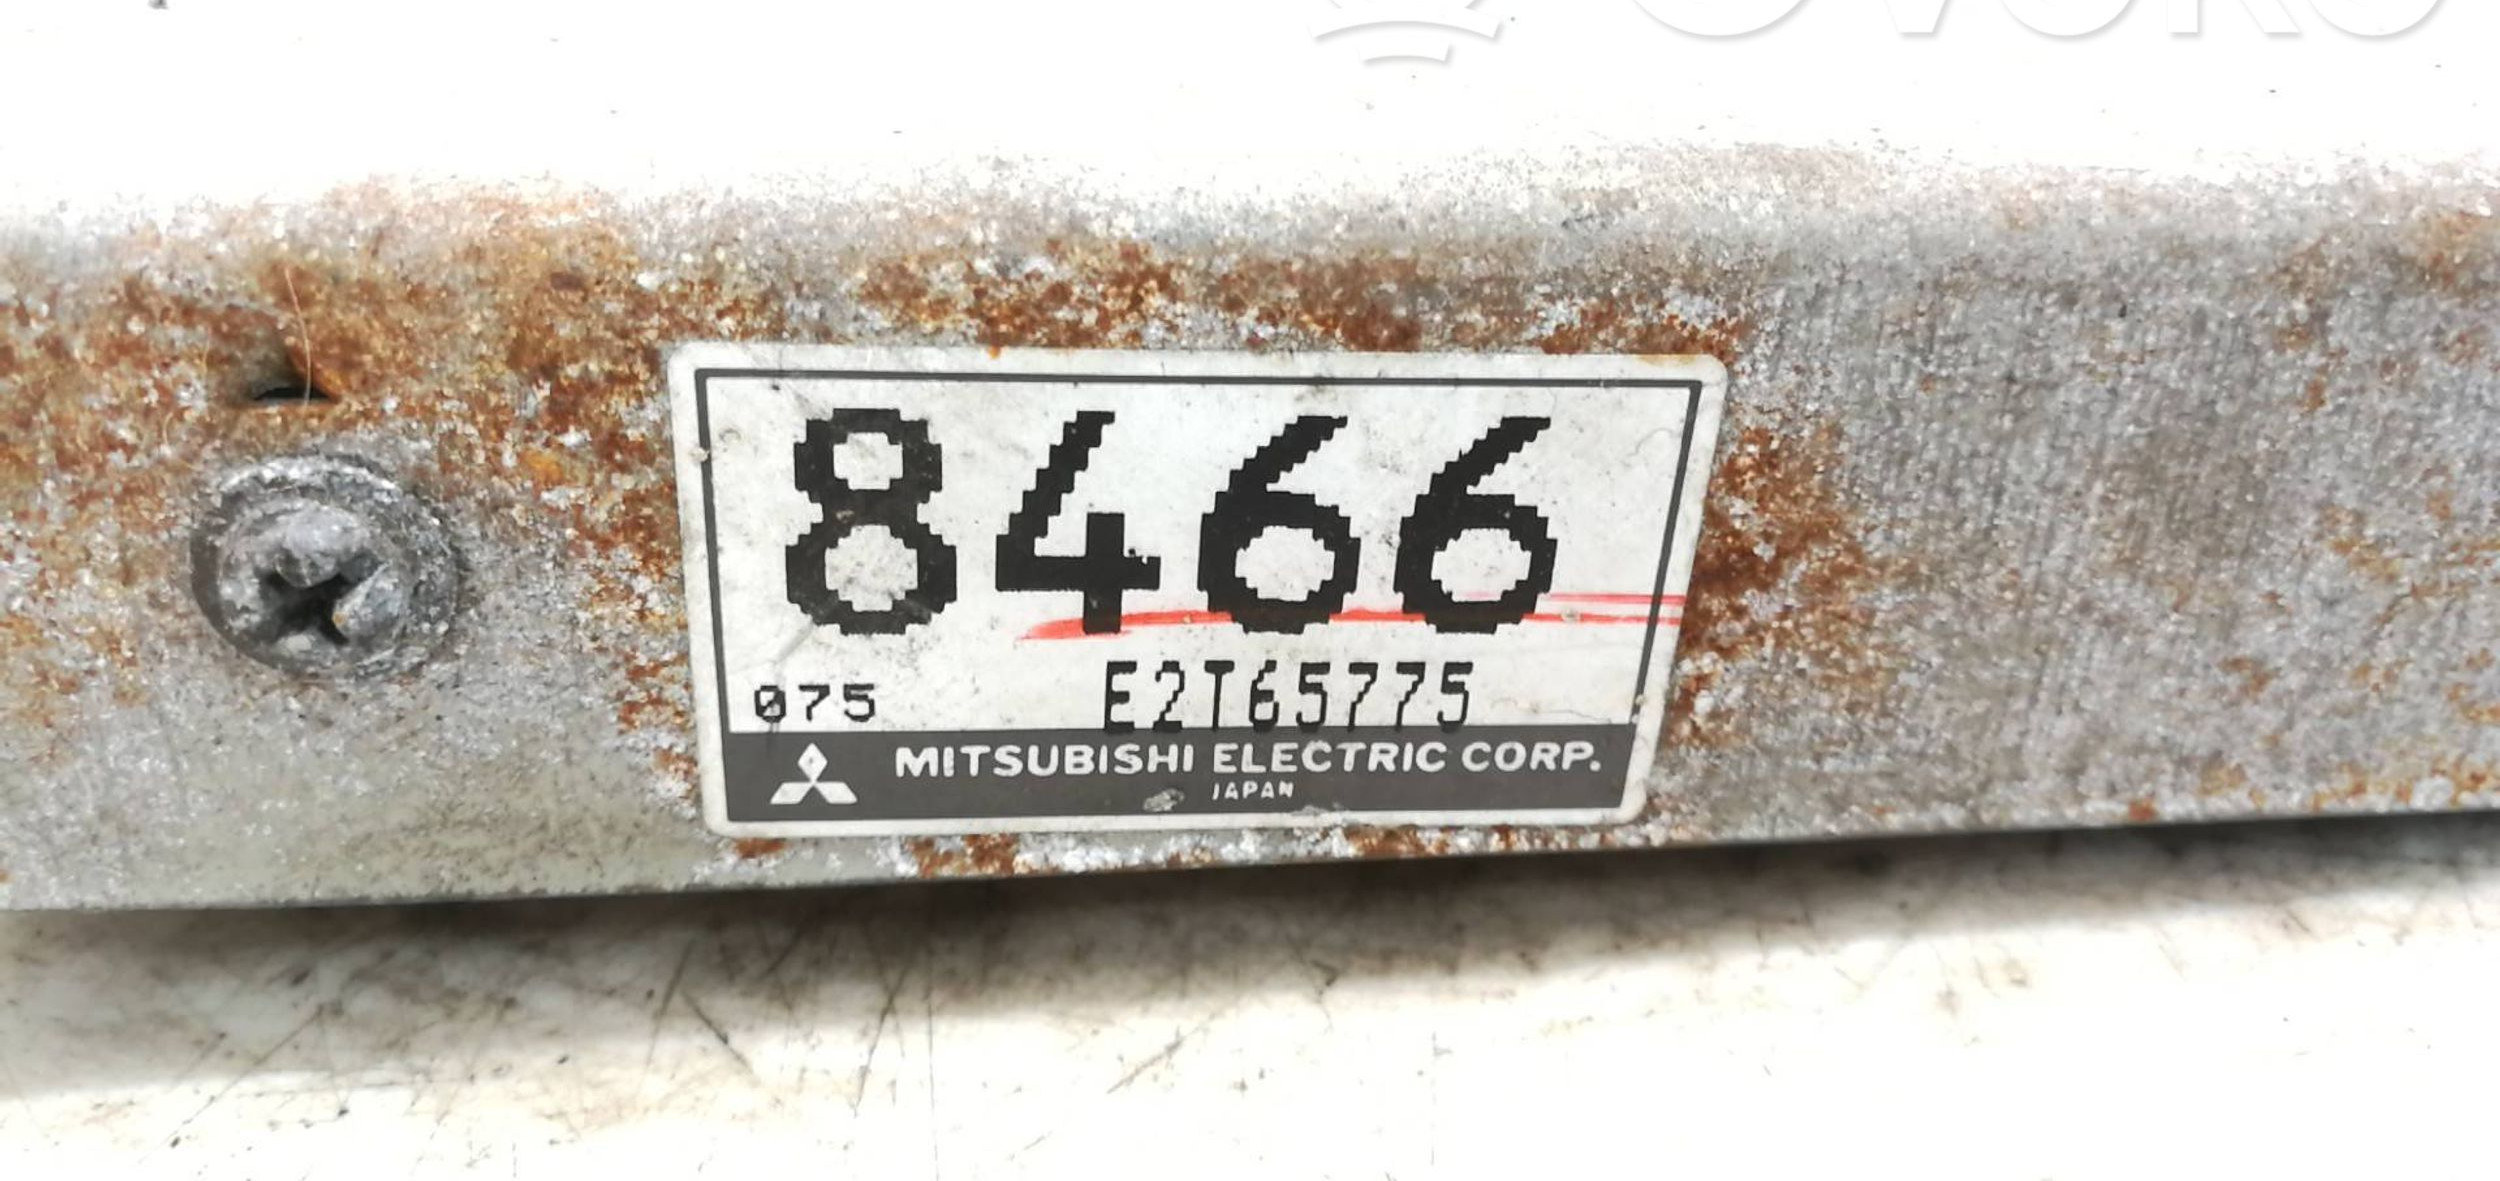 8466
075 E2T65775
MITSUBISHI ELECTRIC CORP.
JAPAN